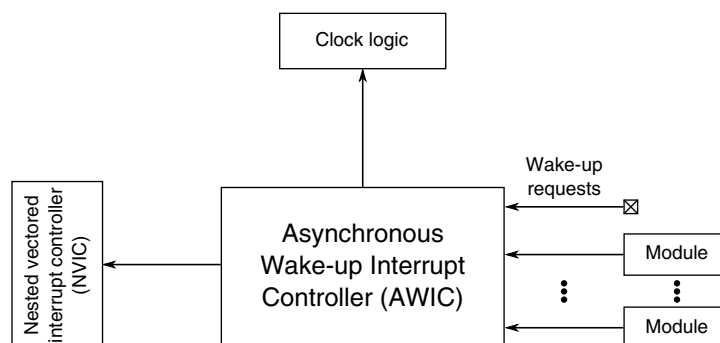 Clock logic
Wake-up
requests
Nested vectored
interrupt controller
(NVIC)
Asynchronous
Wake-up Interrupt
Controller (AWIC)
Module
Module